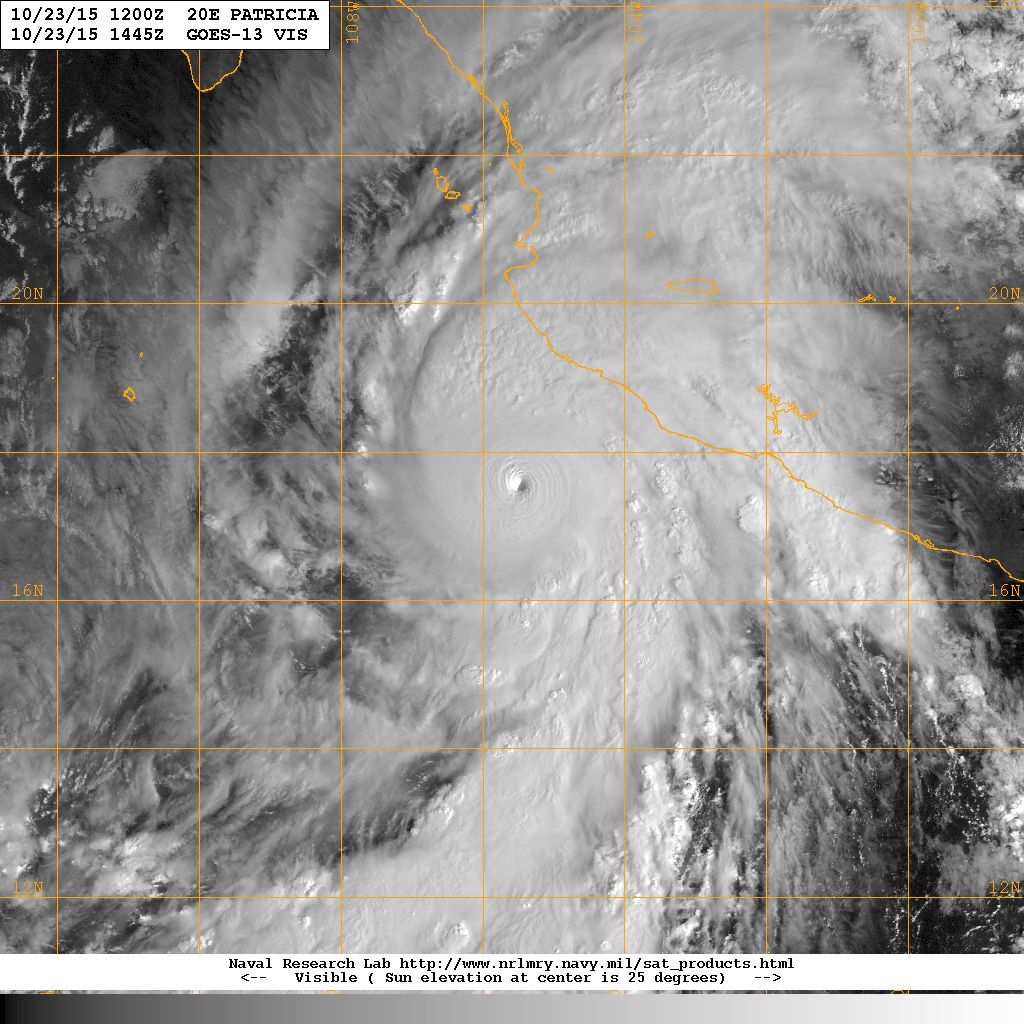 10/23/15 1200Z 20E PATRICIA
10/23/15 1445Z GOES-13 VIS
108W
104W
20N
20N
16N
16N
12N
12N
Naval Research Lab http://www.nrlmry.navy.mil/sat_products.html
<-- Visible ( Sun elevation at center is 25 degrees) -->